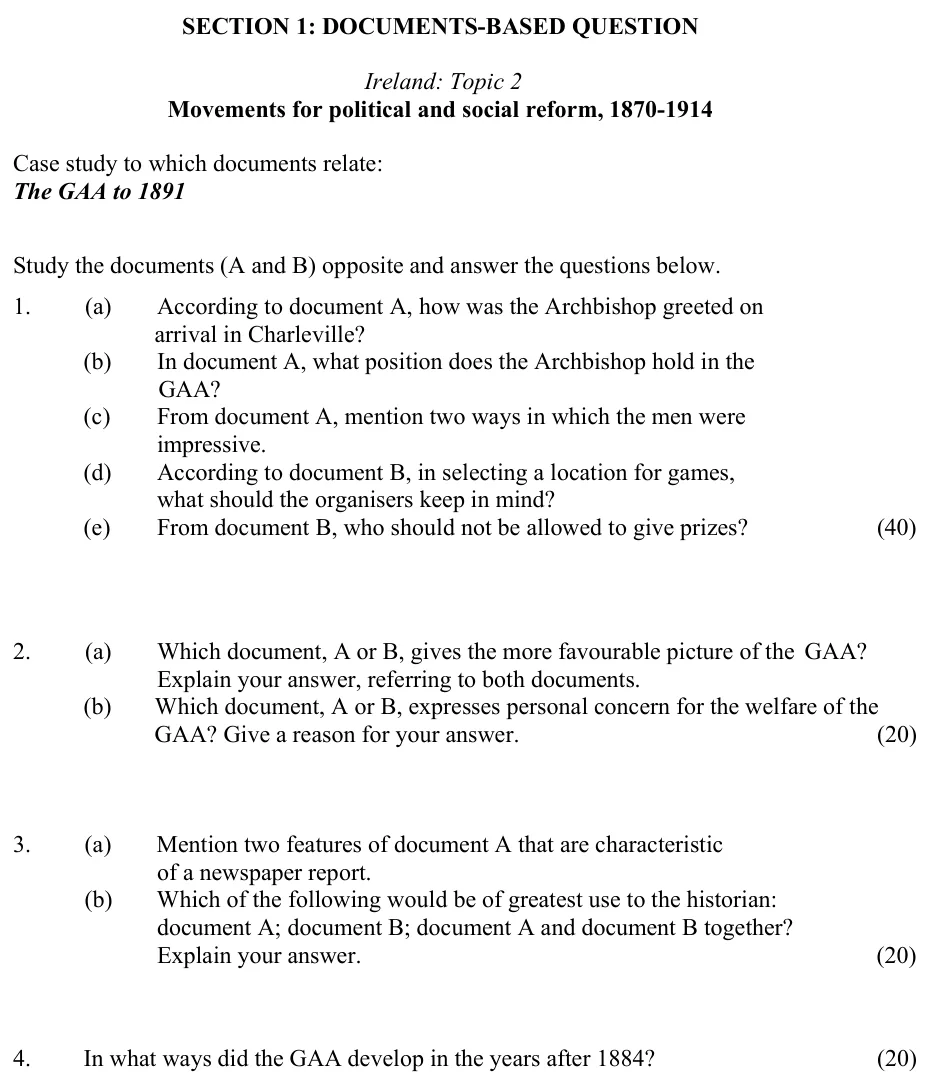 SECTION 1: DOCUMENTS-BASED QUESTION
Ireland: Topic 2
Movements for political and social reform, 1870-1914
Case study to which documents relate:
The GAA to 1891
Study the documents (A and B) opposite and answer the questions below.
1. (a) According to document A, how was the Archbishop greeted on
arrival in Charleville?
(b) In document A, what position does the Archbishop hold in the
GAA?
(c) From document A, mention two ways in which the men were
impressive.
(d) According to document B, in selecting a location for games,
what should the organisers keep in mind?
(e) From document B, who should not be allowed to give prizes? (40)
2. (a) Which document, A or B, gives the more favourable picture of the GAA?
Explain your answer, referring to both documents.
(b) Which document, A or B, expresses personal concern for the welfare of the
GAA? Give a reason for your answer. (20)
3. (a) Mention two features of document A that are characteristic
of a newspaper report.
(b) Which of the following would be of greatest use to the historian:
document A; document B; document A and document B together?
Explain your answer. (20)
4. In what ways did the GAA develop in the years after 1884? (20)